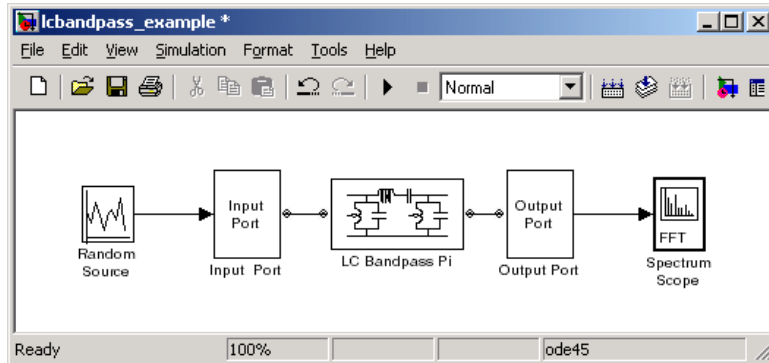 lcbandpass_example *
File Edit View Simulation Format Tools Help
Normal
Input
Port
Output
Port
FFT
Random
Source
Input Port
LC Bandpass Pi
Output Port
Spectrum
Scope
Ready 100% ode45